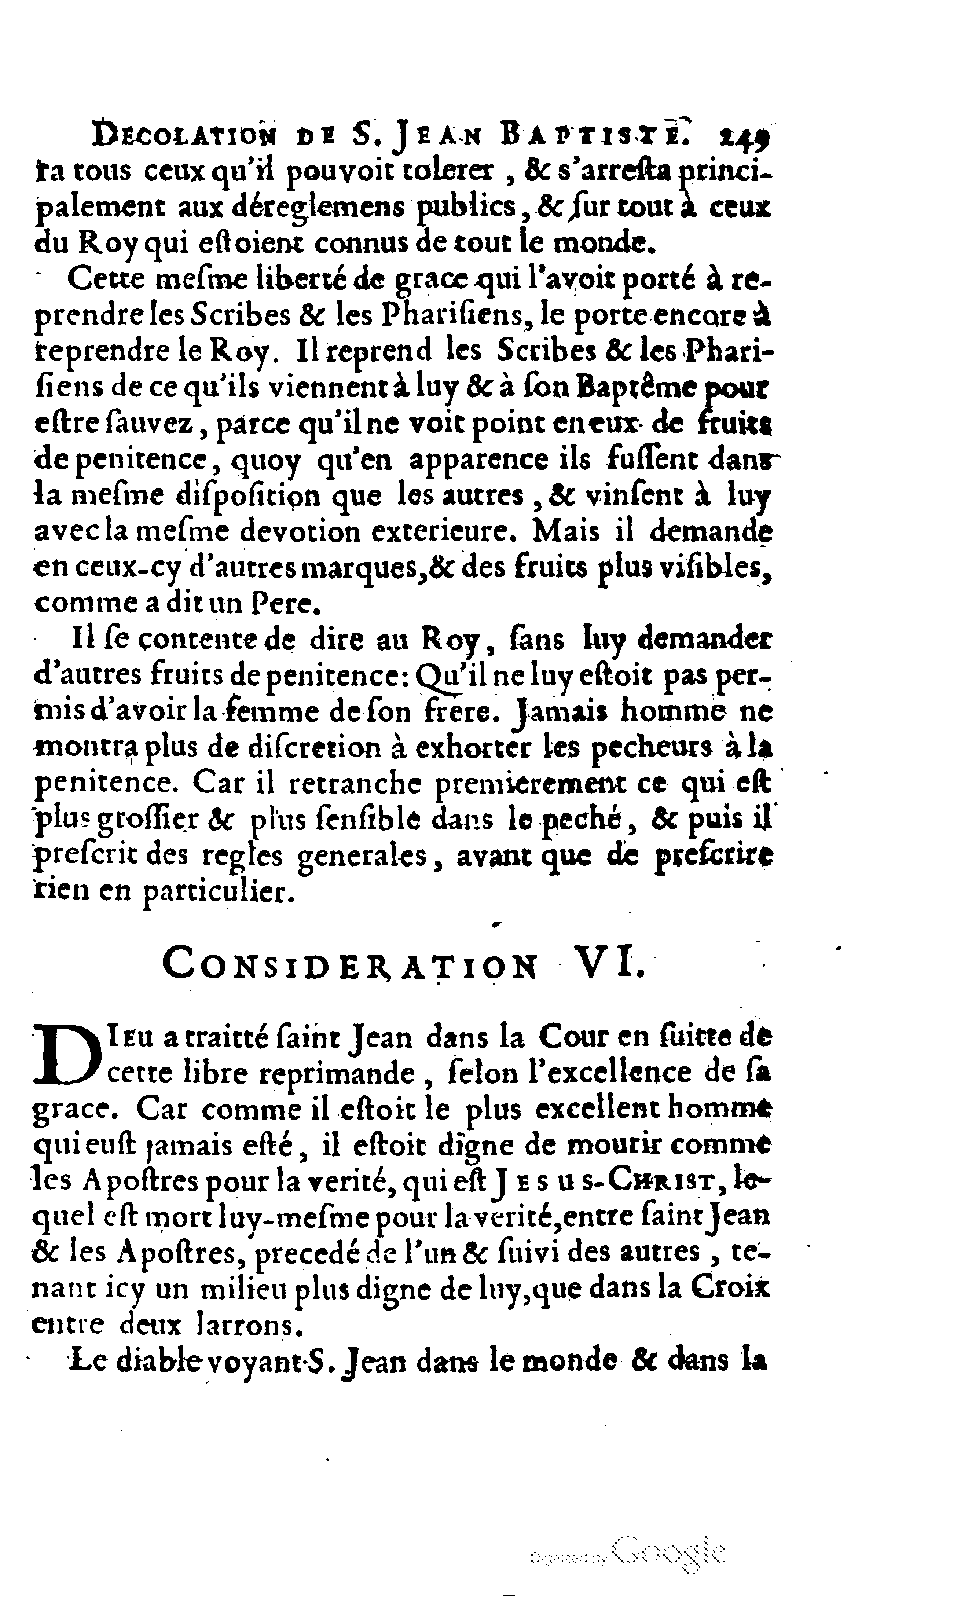 DECOLATION DE S. JEAN BAPTISTE. 249
ta tous ceux qu'il pouvoit tolerer, & s'arreſta princi-
palement aux déreglemens publics, & ſur tout à ceux
du Roy qui eſtoient connus de tout le monde.
Cette meſme liberté de grace qui l'avoit porté à re-
prendre les Scribes & les Phariſiens, le porte encore à
reprendre le Roy. Il reprend les Scribes & les Phari-
ſiens de ce qu'ils viennent à luy & à ſon Baptême pour
eſtre ſauvez, parce qu'il ne voit point en eux de fruits
de penitence, quoy qu'en apparence ils fuſſent dans
la meſme diſpoſition que les autres, & vinſent à luy
avec la meſme devotion exterieure. Mais il demande
en ceux-cy d'autres marques, & des fruits plus viſibles,
comme a dit un Pere.
Il ſe contente de dire au Roy, ſans luy demander
d'autres fruits de penitence: Qu'il ne luy eſtoit pas per-
mis d'avoir la femme de ſon frere. Jamais homme ne
montra plus de diſcretion à exhorter les pecheurs à la
penitence. Car il retranche premierement ce qui eſt
plus groſſier & plus ſenſible dans le peché, & puis il
preſcrit des regles generales, avant que de preſcrire
rien en particulier.
CONSIDERATION VI.
DIEU a traitté ſaint Jean dans la Cour en ſuitte de
cette libre reprimande, ſelon l'excellence de ſa
grace. Car comme il eſtoit le plus excellent homme
qui euſt jamais eſté, il eſtoit digne de mourir comme
les Apoſtres pour la verité, qui eſt JESUS-CHRIST, le-
quel eſt mort luy-meſme pour la verité, entre ſaint Jean
& les Apoſtres, precedé de l'un & ſuivi des autres, te-
nant icy un milieu plus digne de luy, que dans la Croix
entre deux larrons.
Le diable voyant S. Jean dans le monde & dans la
Digitized by Google